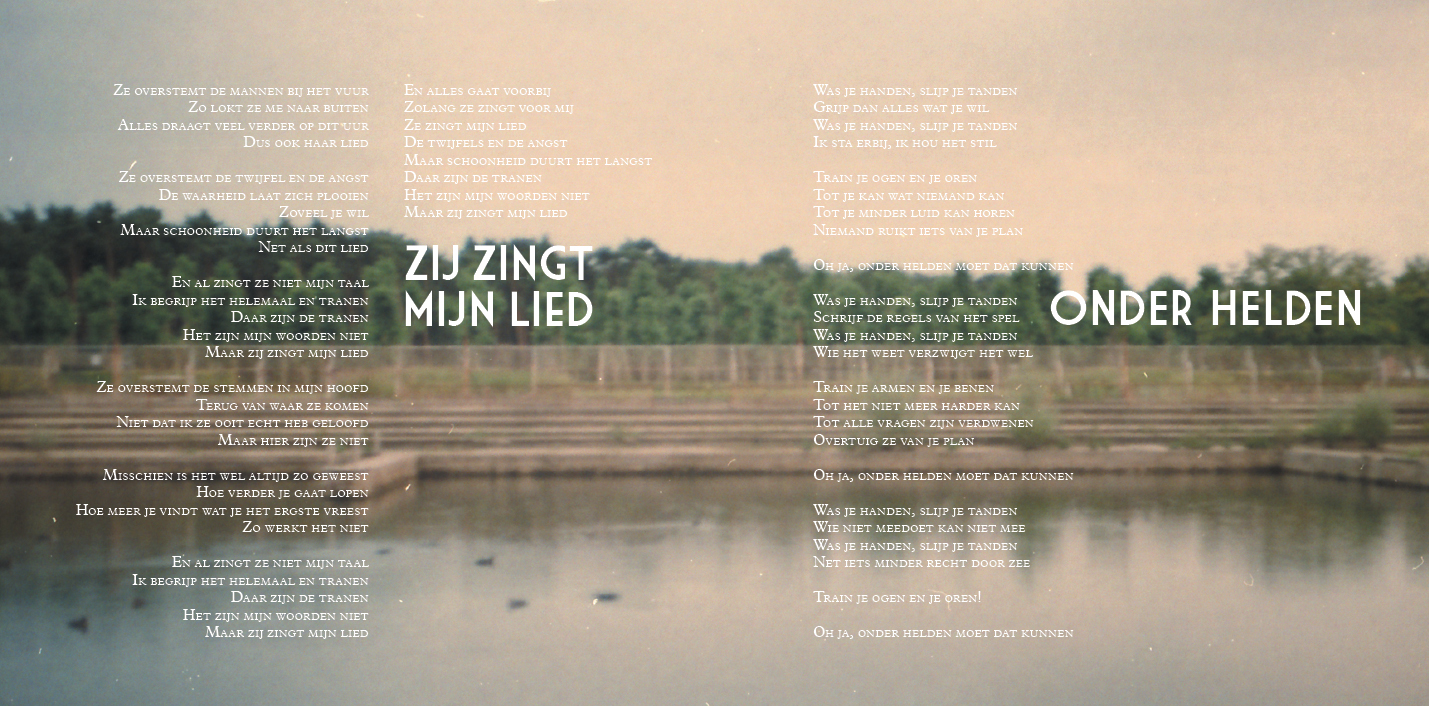 Ze overstemt de mannen bij het vuur
Zo lokt ze me naar buiten
Alles draagt veel verder op dit uur
Dus ook haar lied

Ze overstemt de twijfel en de angst
De waarheid laat zich plooien
Zoveel je wil
Maar schoonheid duurt het langst
Net als dit lied

En al zingt ze niet mijn taal
Ik begrijp het helemaal en tranen
Daar zijn de tranen
Het zijn mijn woorden niet
Maar zij zingt mijn lied

Ze overstemt de stemmen in mijn hoofd
Terug van waar ze komen
Niet dat ik ze ooit echt heb geloofd
Maar hier zijn ze niet

Misschien is het wel altijd zo geweest
Hoe verder je gaat lopen
Hoe meer je vindt wat je het ergste vreest
Zo werkt het niet

En al zingt ze niet mijn taal
Ik begrijp het helemaal en tranen
Daar zijn de tranen
Het zijn mijn woorden niet
Maar zij zingt mijn lied

En alles gaat voorbij
Zolang ze zingt voor mij
Ze zingt mijn lied
De twijfels en de angst
Maar schoonheid duurt het langst
Daar zijn de tranen
Het zijn mijn woorden niet
Maar zij zingt mijn lied

ZIJ ZINGT
MIJN LIED

Was je handen, slijp je tanden
Grijp dan alles wat je wil
Was je handen, slijp je tanden
Ik sta erbij, ik hou het stil

Train je ogen en je oren
Tot je kan wat niemand kan
Tot je minder luid kan horen
Niemand ruikt iets van je plan

Oh ja, onder helden moet dat kunnen

Was je handen, slijp je tanden
Schrijf de regels van het spel
Was je handen, slijp je tanden
Wie het weet verzwijgt het wel

Train je armen en je benen
Tot het niet meer harder kan
Tot alle vragen zijn verdwenen
Overtuig ze van je plan

Oh ja, onder helden moet dat kunnen

Was je handen, slijp je tanden
Wie niet meedoet kan niet mee
Was je handen, slijp je tanden
Net iets minder recht door zee

Train je ogen en je oren!

Oh ja, onder helden moet dat kunnen

ONDER HELDEN